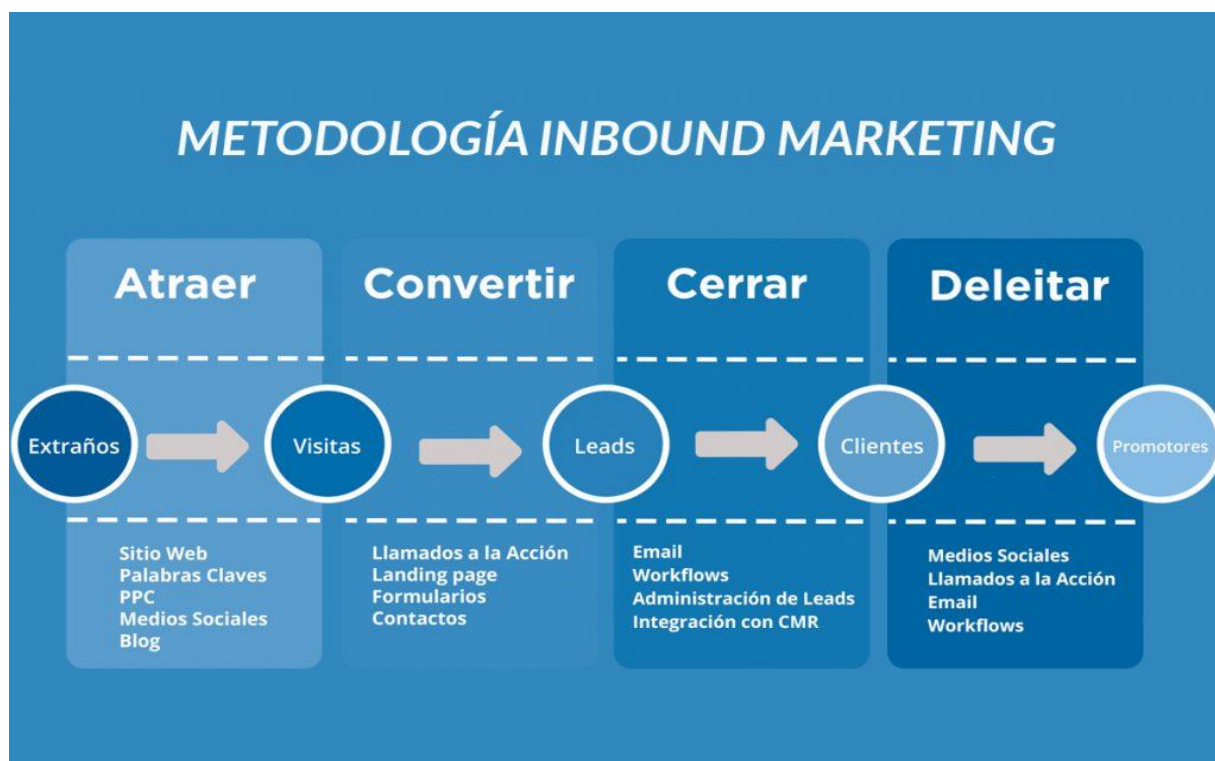 METODOLOGÍA INBOUND MARKETING
Atraer
Convertir
Cerrar
Deleitar
Extraños
Visitas
Leads
Clientes
Promotores
Sitio Web
Palabras Claves
PPC
Medios Sociales
Blog
Llamados a la Acción
Landing page
Formularios
Contactos
Email
Workflows
Administración de Leads
Integración con CMR
Medios Sociales
Llamados a la Acción
Email
Workflows